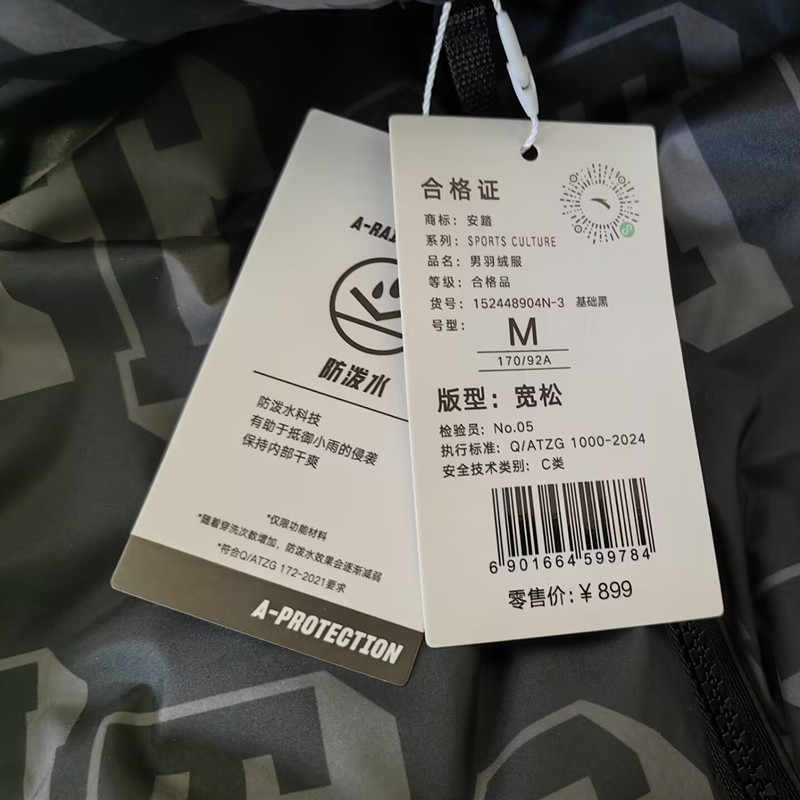 合格证
商标：安踏
系列：SPORTS CULTURE
品名：男羽绒服
等级：合格品
货号：152448904N-3 基础黑
号型：
M
170/92A
版型：宽松
检验员：No.05
执行标准：Q/ATZG 1000-2024
安全技术类别：C类
6 901664 599784
零售价：¥ 899
防泼水
防泼水科技
有助于抵御小雨的侵袭
保持内部干爽
*仅限功能材料
*随着穿洗次数增加，防泼水效果会逐渐减弱
*符合Q/ATZG 172-2021要求
A-PROTECTION